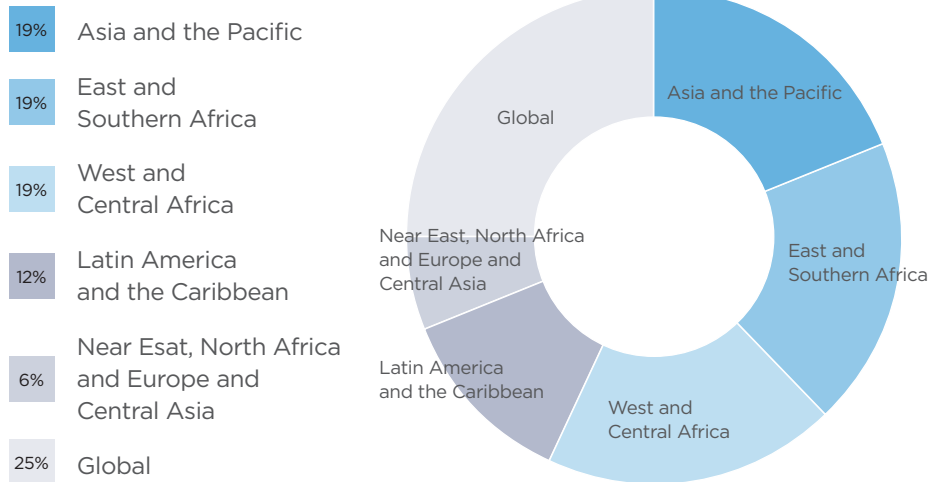 19%
Asia and the Pacific
19%
East and
Southern Africa
19%
West and
Central Africa
12%
Latin America
and the Caribbean
6%
Near Esat, North Africa
and Europe and
Central Asia
25%
Global
Asia and the Pacific
Global
Near East, North Africa
and Europe and
Central Asia
East and
Southern Africa
Latin America
and the Caribbean
West and
Central Africa